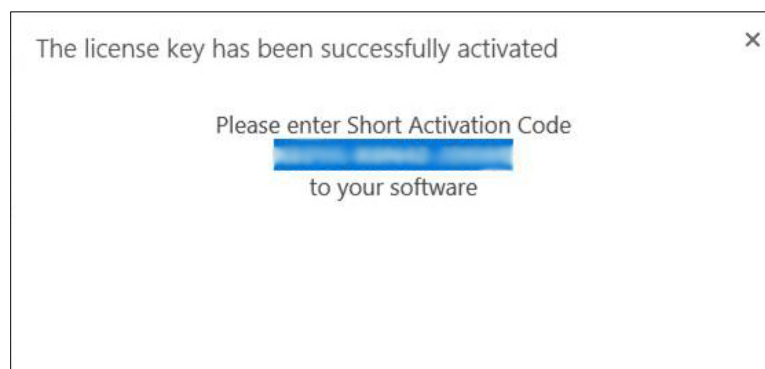 The license key has been successfully activated
Please enter Short Activation Code
to your software